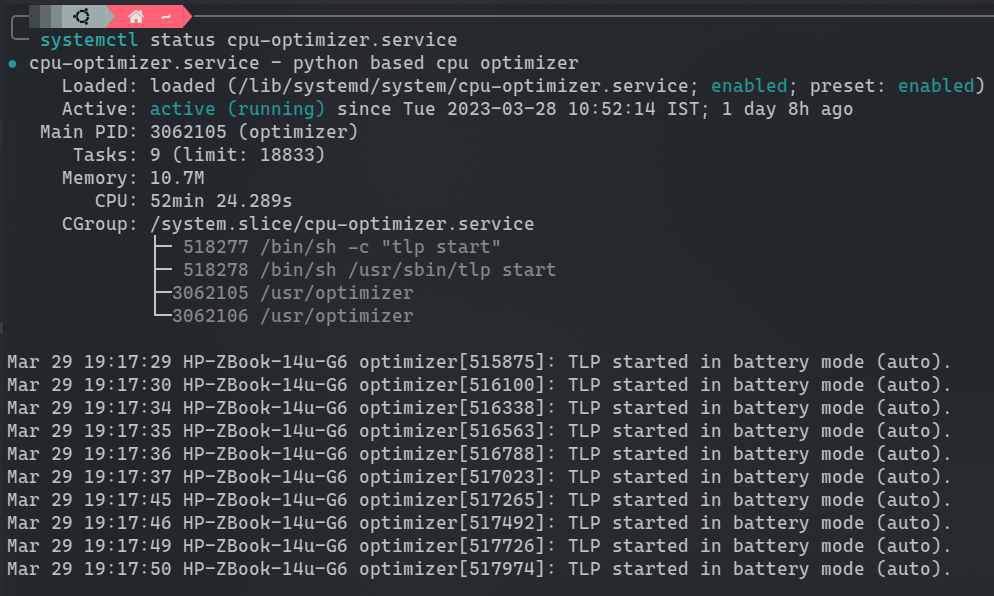 ~
systemctl status cpu-optimizer.service
● cpu-optimizer.service - python based cpu optimizer
Loaded: loaded (/lib/systemd/system/cpu-optimizer.service; enabled; preset: enabled)
Active: active (running) since Tue 2023-03-28 10:52:14 IST; 1 day 8h ago
Main PID: 3062105 (optimizer)
Tasks: 9 (limit: 18833)
Memory: 10.7M
CPU: 52min 24.289s
CGroup: /system.slice/cpu-optimizer.service
├─ 518277 /bin/sh -c "tlp start"
├─ 518278 /bin/sh /usr/sbin/tlp start
├─3062105 /usr/optimizer
└─3062106 /usr/optimizer
Mar 29 19:17:29 HP-ZBook-14u-G6 optimizer[515875]: TLP started in battery mode (auto).
Mar 29 19:17:30 HP-ZBook-14u-G6 optimizer[516100]: TLP started in battery mode (auto).
Mar 29 19:17:34 HP-ZBook-14u-G6 optimizer[516338]: TLP started in battery mode (auto).
Mar 29 19:17:35 HP-ZBook-14u-G6 optimizer[516563]: TLP started in battery mode (auto).
Mar 29 19:17:36 HP-ZBook-14u-G6 optimizer[516788]: TLP started in battery mode (auto).
Mar 29 19:17:37 HP-ZBook-14u-G6 optimizer[517023]: TLP started in battery mode (auto).
Mar 29 19:17:45 HP-ZBook-14u-G6 optimizer[517265]: TLP started in battery mode (auto).
Mar 29 19:17:46 HP-ZBook-14u-G6 optimizer[517492]: TLP started in battery mode (auto).
Mar 29 19:17:49 HP-ZBook-14u-G6 optimizer[517726]: TLP started in battery mode (auto).
Mar 29 19:17:50 HP-ZBook-14u-G6 optimizer[517974]: TLP started in battery mode (auto).